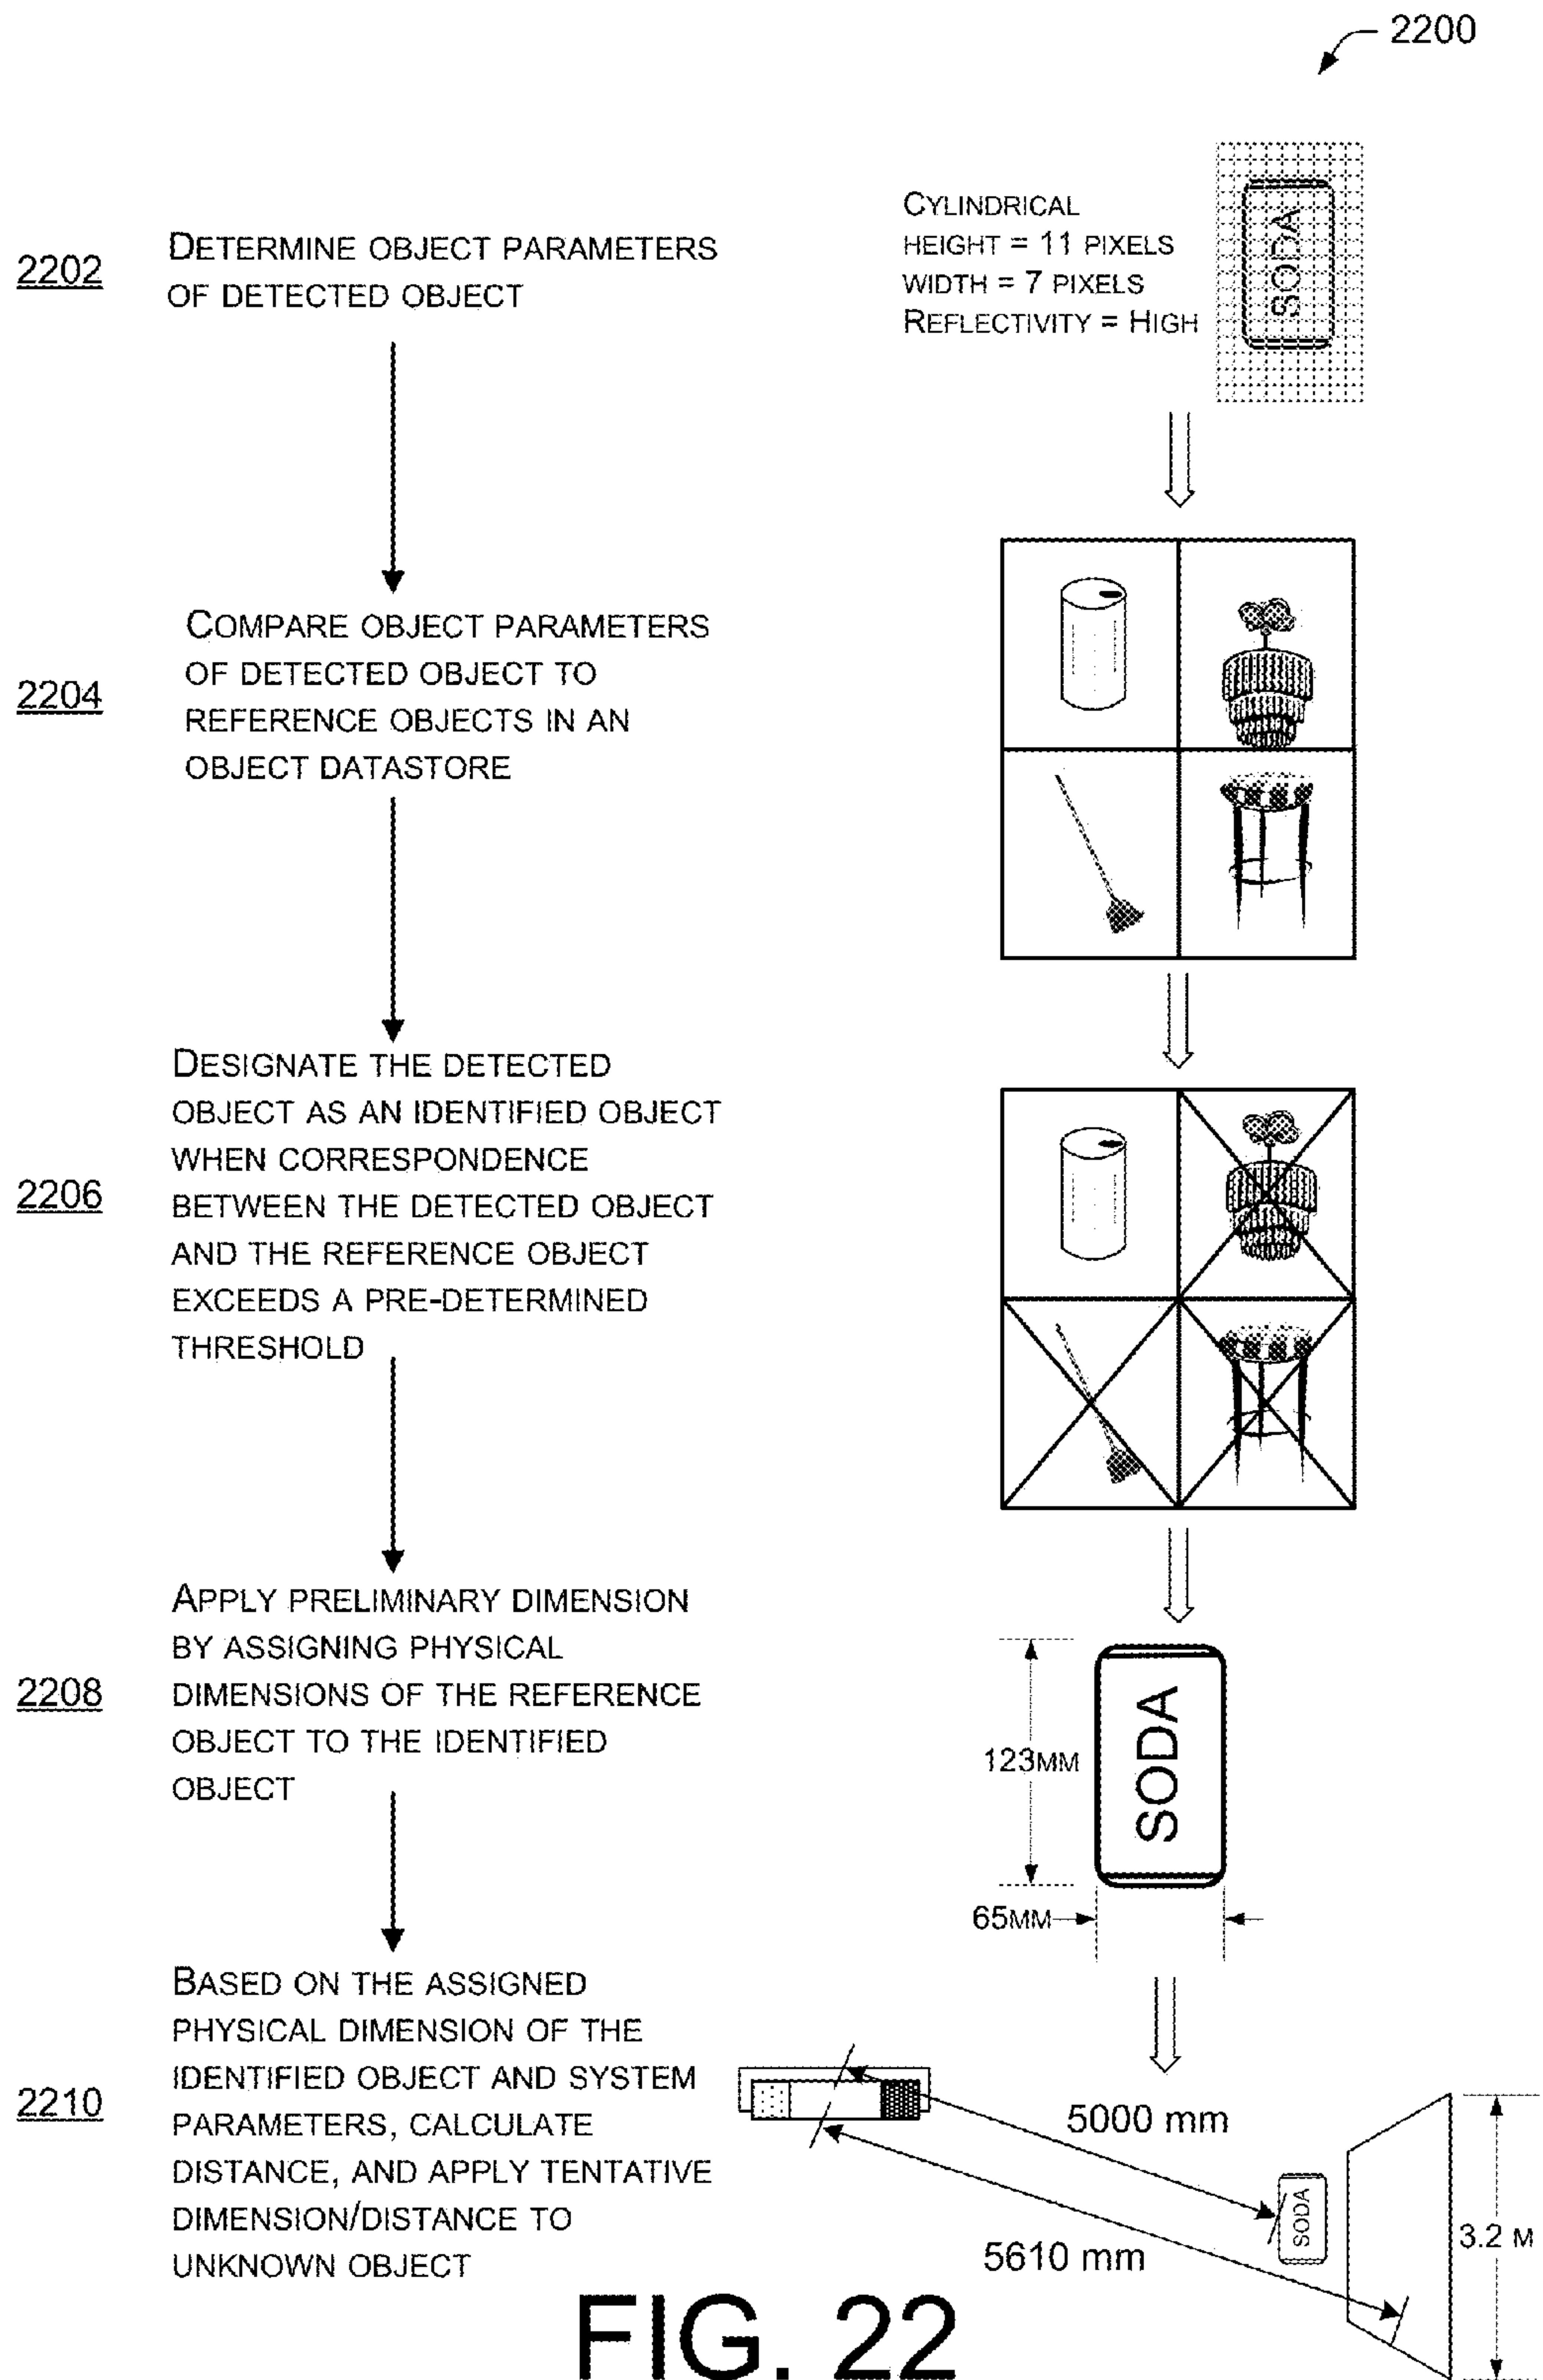 2200
2202
DETERMINE OBJECT PARAMETERS
OF DETECTED OBJECT
CYLINDRICAL
HEIGHT = 11 PIXELS
WIDTH = 7 PIXELS
REFLECTIVITY = HIGH
SODA
2204
COMPARE OBJECT PARAMETERS
OF DETECTED OBJECT TO
REFERENCE OBJECTS IN AN
OBJECT DATASTORE
2206
DESIGNATE THE DETECTED
OBJECT AS AN IDENTIFIED OBJECT
WHEN CORRESPONDENCE
BETWEEN THE DETECTED OBJECT
AND THE REFERENCE OBJECT
EXCEEDS A PRE-DETERMINED
THRESHOLD
2208
APPLY PRELIMINARY DIMENSION
BY ASSIGNING PHYSICAL
DIMENSIONS OF THE REFERENCE
OBJECT TO THE IDENTIFIED
OBJECT
123MM
SODA
65MM
2210
BASED ON THE ASSIGNED
PHYSICAL DIMENSION OF THE
IDENTIFIED OBJECT AND SYSTEM
PARAMETERS, CALCULATE
DISTANCE, AND APPLY TENTATIVE
DIMENSION/DISTANCE TO
UNKNOWN OBJECT
5000 mm
SODA
3.2 M
5610 mm
FIG. 22